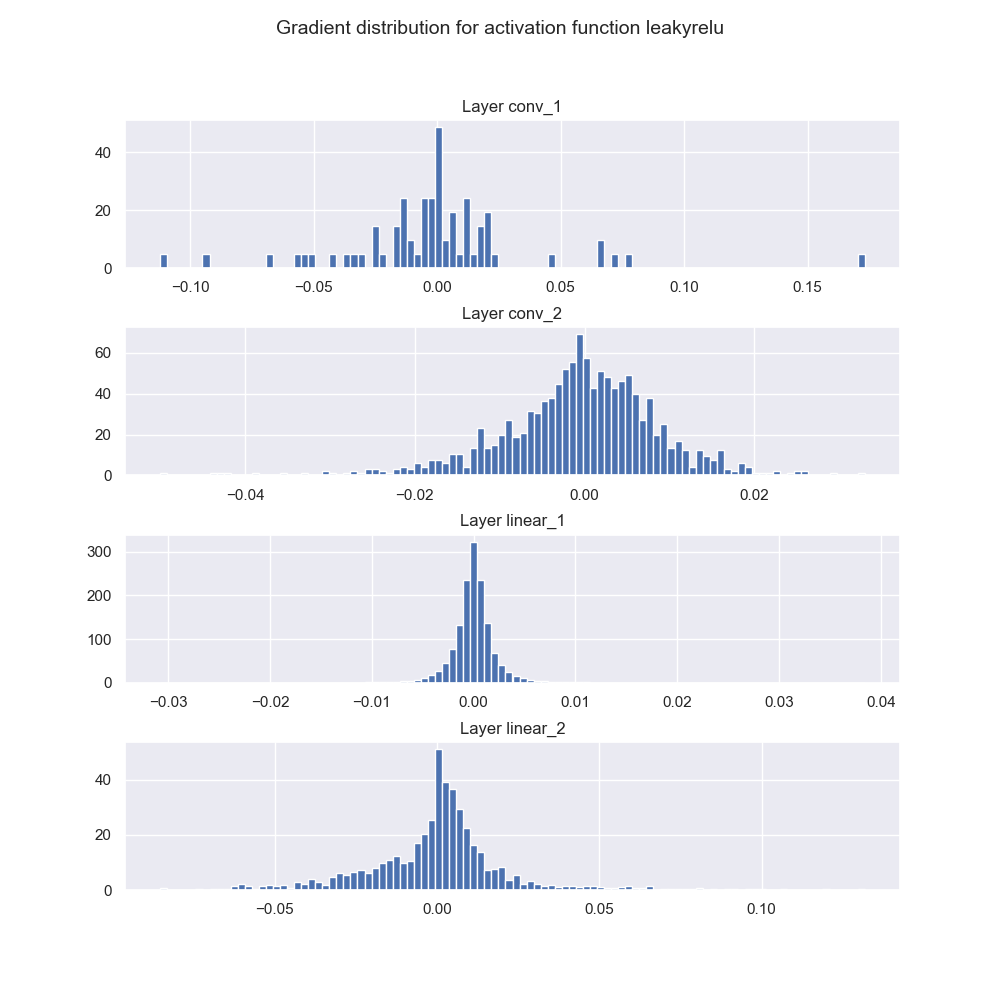 Gradient distribution for activation function leakyrelu
Layer conv_1
40
20
0
−0.10 −0.05 0.00 0.05 0.10 0.15
Layer conv_2
60
40
20
0
−0.04 −0.02 0.00 0.02
Layer linear_1
300
200
100
0
−0.03 −0.02 −0.01 0.00 0.01 0.02 0.03 0.04
Layer linear_2
40
20
0
−0.05 0.00 0.05 0.10